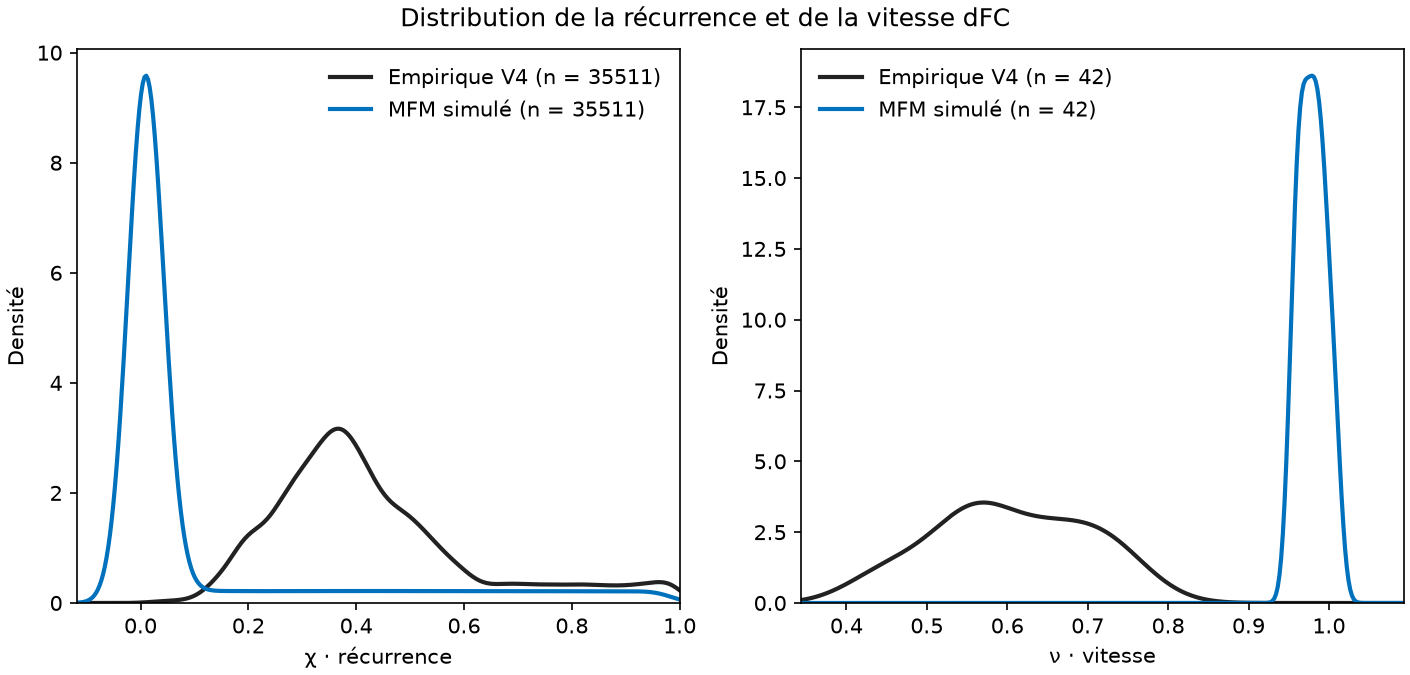 Distribution de la récurrence et de la vitesse dFC
10
8
6
4
2
0
Densité
Empirique V4 (n = 35511)
MFM simulé (n = 35511)
0.0 0.2 0.4 0.6 0.8 1.0
χ · récurrence
17.5
15.0
12.5
10.0
7.5
5.0
2.5
0.0
Densité
Empirique V4 (n = 42)
MFM simulé (n = 42)
0.4 0.5 0.6 0.7 0.8 0.9 1.0
ν · vitesse